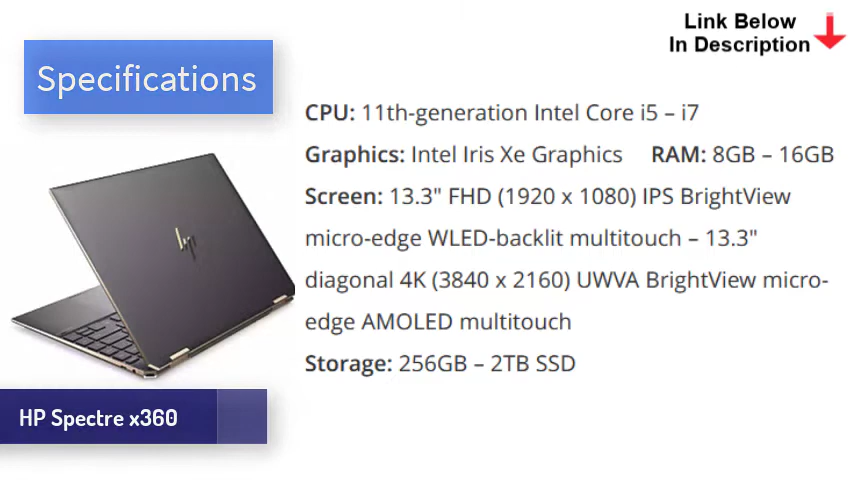 Link Below
In Description
Specifications
CPU: 11th-generation Intel Core i5 – i7
Graphics: Intel Iris Xe Graphics RAM: 8GB – 16GB
Screen: 13.3" FHD (1920 x 1080) IPS BrightView
micro-edge WLED-backlit multitouch – 13.3"
diagonal 4K (3840 x 2160) UWVA BrightView micro-
edge AMOLED multitouch
Storage: 256GB – 2TB SSD
hp
HP Spectre x360